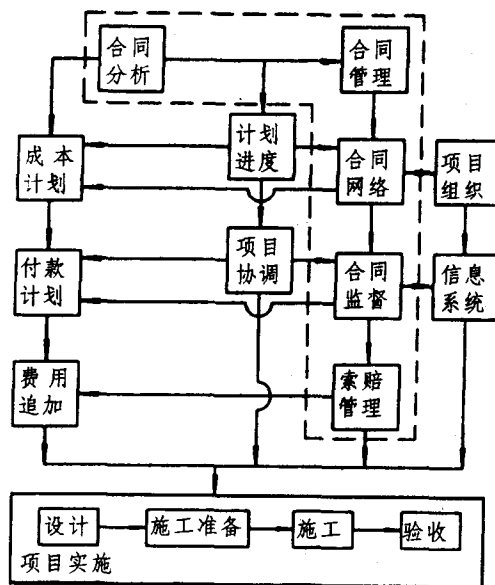 合同
分析
合同
管理
计划
进度
成本
计划
合同
网络
项目
组织
付款
计划
项目
协调
合同
监督
信息
系统
费用
追加
索赔
管理
设计
施工准备
施工
验收
项目实施